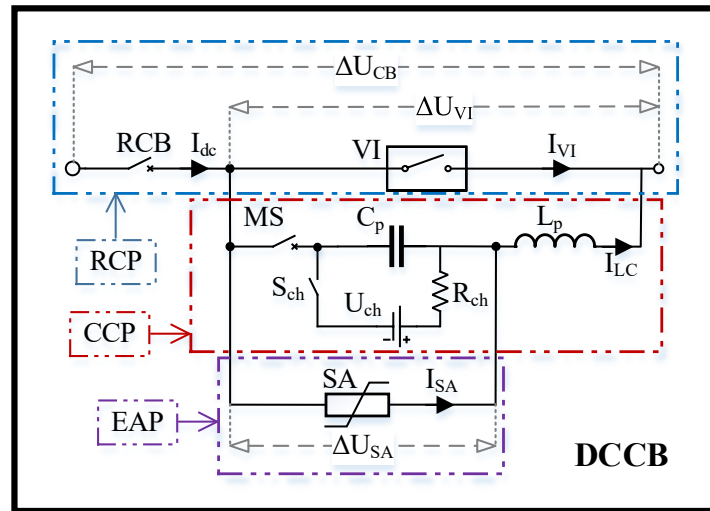 ΔU_CB
ΔU_VI
RCB I_dc VI I_VI
MS C_p L_p
RCP I_LC
S_ch U_ch R_ch
- +
CCP
SA I_SA
EAP
ΔU_SA
DCCB